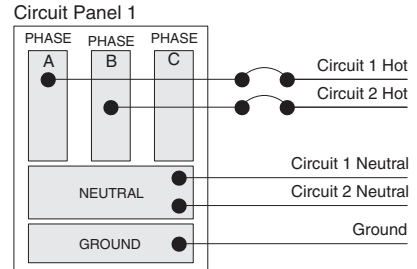 Circuit Panel 1
PHASE PHASE PHASE
A B C
Circuit 1 Hot
Circuit 2 Hot
Circuit 1 Neutral
NEUTRAL
Circuit 2 Neutral
Ground
GROUND